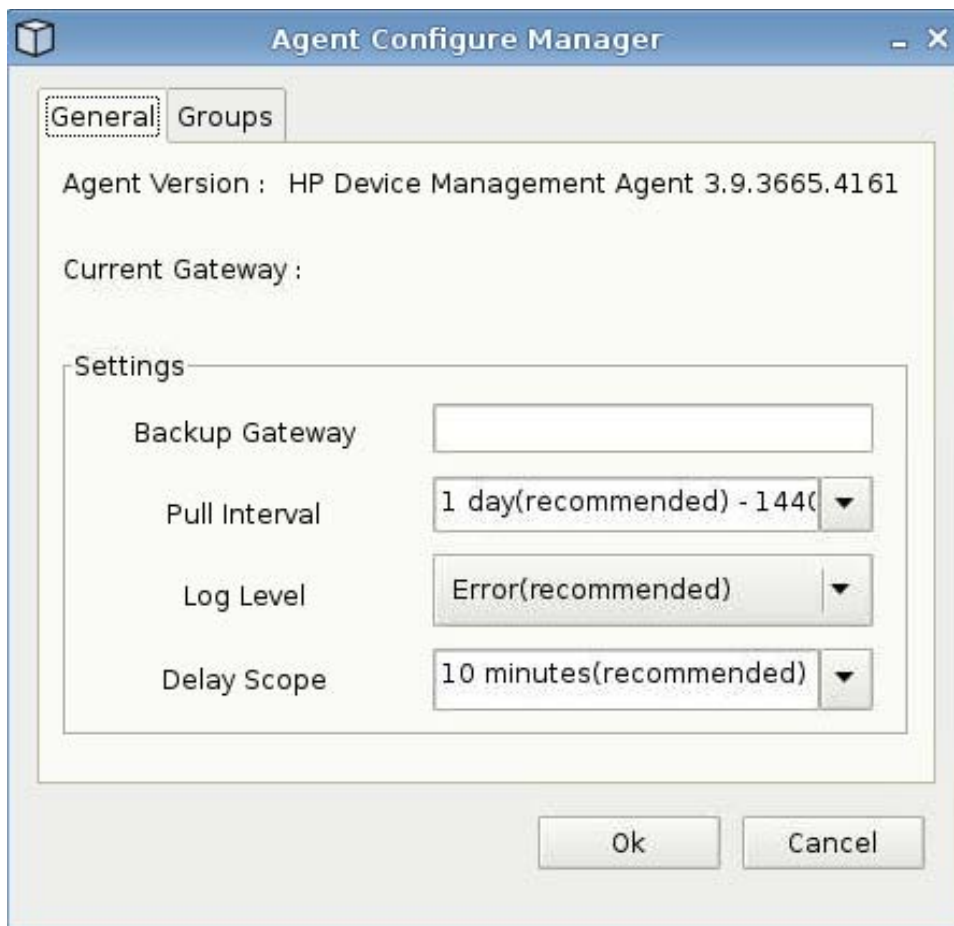 Agent Configure Manager
General Groups
Agent Version : HP Device Management Agent 3.9.3665.4161
Current Gateway :
Settings
Backup Gateway
Pull Interval 1 day(recommended) - 1440
Log Level Error(recommended)
Delay Scope 10 minutes(recommended)
Ok Cancel